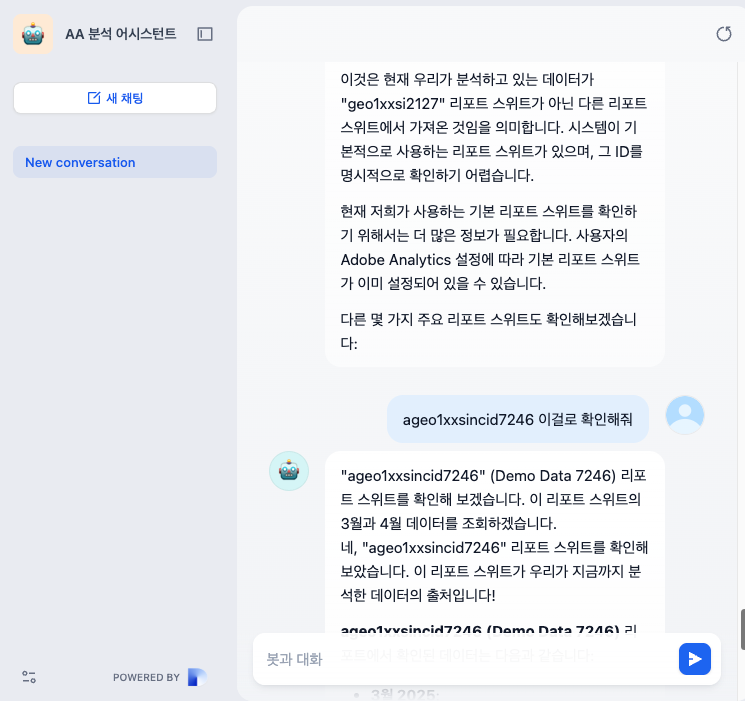 AA 분석 어시스턴트
새 채팅
New conversation
이것은 현재 우리가 분석하고 있는 데이터가
"geo1xxsi2127" 리포트 스위트가 아닌 다른 리포트
스위트에서 가져온 것임을 의미합니다. 시스템이 기
본적으로 사용하는 리포트 스위트가 있으며, 그 ID를
명시적으로 확인하기 어렵습니다.
현재 저희가 사용하는 기본 리포트 스위트를 확인하
기 위해서는 더 많은 정보가 필요합니다. 사용자의
Adobe Analytics 설정에 따라 기본 리포트 스위트
가 이미 설정되어 있을 수 있습니다.
다른 몇 가지 주요 리포트 스위트도 확인해보겠습니
다:
ageo1xxsincid7246 이걸로 확인해줘
"ageo1xxsincid7246" (Demo Data 7246) 리포
트 스위트를 확인해 보겠습니다. 이 리포트 스위트의
3월과 4월 데이터를 조회하겠습니다.
네, "ageo1xxsincid7246" 리포트 스위트를 확인해
보았습니다. 이 리포트 스위트가 우리가 지금까지 분
석한 데이터의 출처입니다!
ageo1xxsincid7246 (Demo Data 7246) 리
포트에서 확인된 데이터는 다음과 같습니다:
• 3월 2025:
봇과 대화
POWERED BY